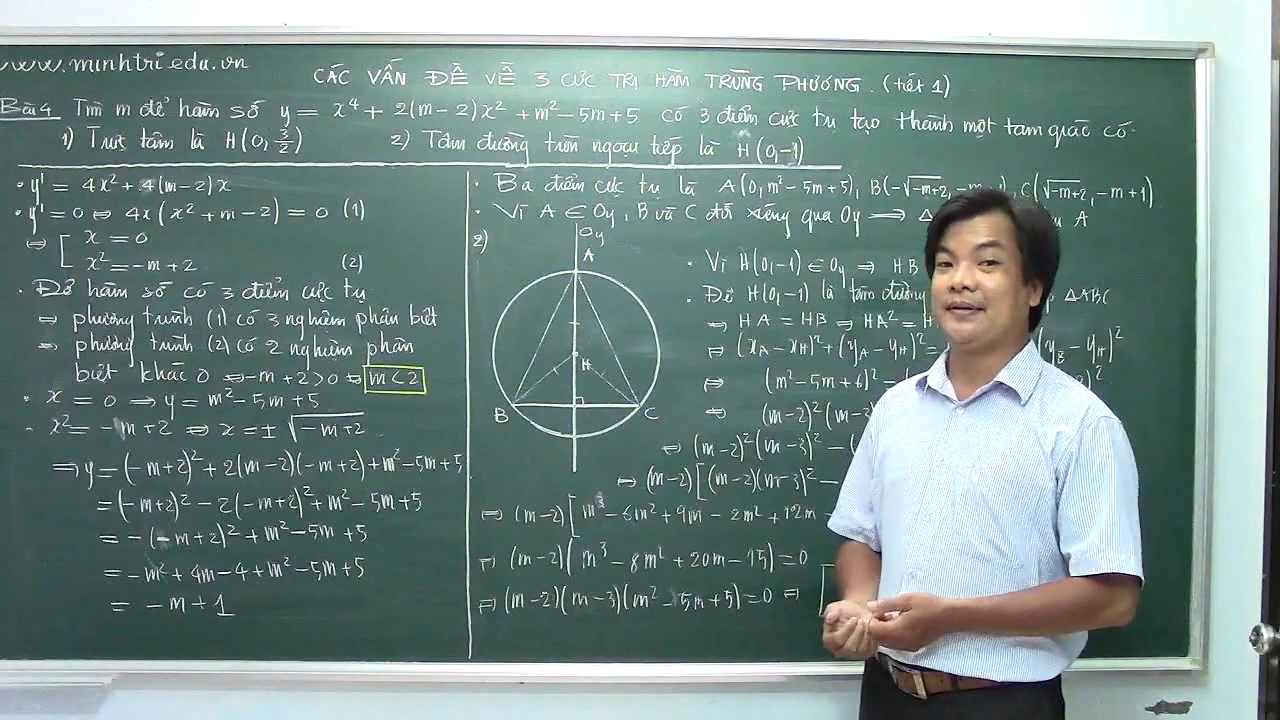 www.minhtri.edu.vn
CÁC VẤN ĐỀ VỀ 3 CỰC TRỊ HÀM TRÙNG PHƯƠNG. (tiết 1)
Bài 4 Tìm m để hàm số y = x⁴ + 2(m-2)x² + m² - 5m + 5 có 3 điểm cực trị tạo thành một tam giác có
1) Trực tâm là H(0, 3/2) 2) Tâm đường tròn ngoại tiếp là H(0,-1)
• y' = 4x² + 4(m-2)x
• y' = 0 ⇔ 4x(x² + m - 2) = 0 (1)
⇔ [ x = 0
x² = -m + 2 (2)
. Để hàm số có 3 điểm cực trị
⇔ phương trình (1) có 3 nghiệm phân biệt
⇔ phương trình (2) có 2 nghiệm phân
biệt khác 0 ⇔ -m + 2 > 0 ⇔ m < 2
• x = 0 ⇒ y = m² - 5m + 5
• x² = -m + 2 ⇔ x = ± √-m+2
⇒ y = (-m+2)² + 2(m-2)(-m+2) + m² - 5m + 5
= (-m+2)² - 2(-m+2)² + m² - 5m + 5
= -(-m+2)² + m² - 5m + 5
= -m² + 4m - 4 + m² - 5m + 5
= -m + 1
• Ba điểm cực trị là A(0, m² - 5m + 5), B(-√-m+2, -m C(√-m+2, -m+1)
• Vì A ∈ Oy, B và C đối xứng qua Oy ⟹ Δ A
2)
Oy
A
H
B
C
• Vì H(0,-1) ∈ Oy ⇒ HB
• Để H(0,-1) là tâm đường ΔABC
⇔ HA = HB ⇔ HA² =
⇔ (x_A - x_H)² + (y_A - y_H)² = (y_B - y_H)²
⇔ (m² - 5m + 6)² =
⇔ (m-2)²(m-3)
⇔ (m-2)²(m-3)² -
⇔ (m-2)[(m-2)(m-3)² -
⇔ (m-2)[m³ - 6m² + 9m - 2m² + 12m
⇔ (m-2)(m³ - 8m² + 20m - 15) = 0
⇔ (m-2)(m-3)(m² - 5m + 5) = 0 ⇔ [